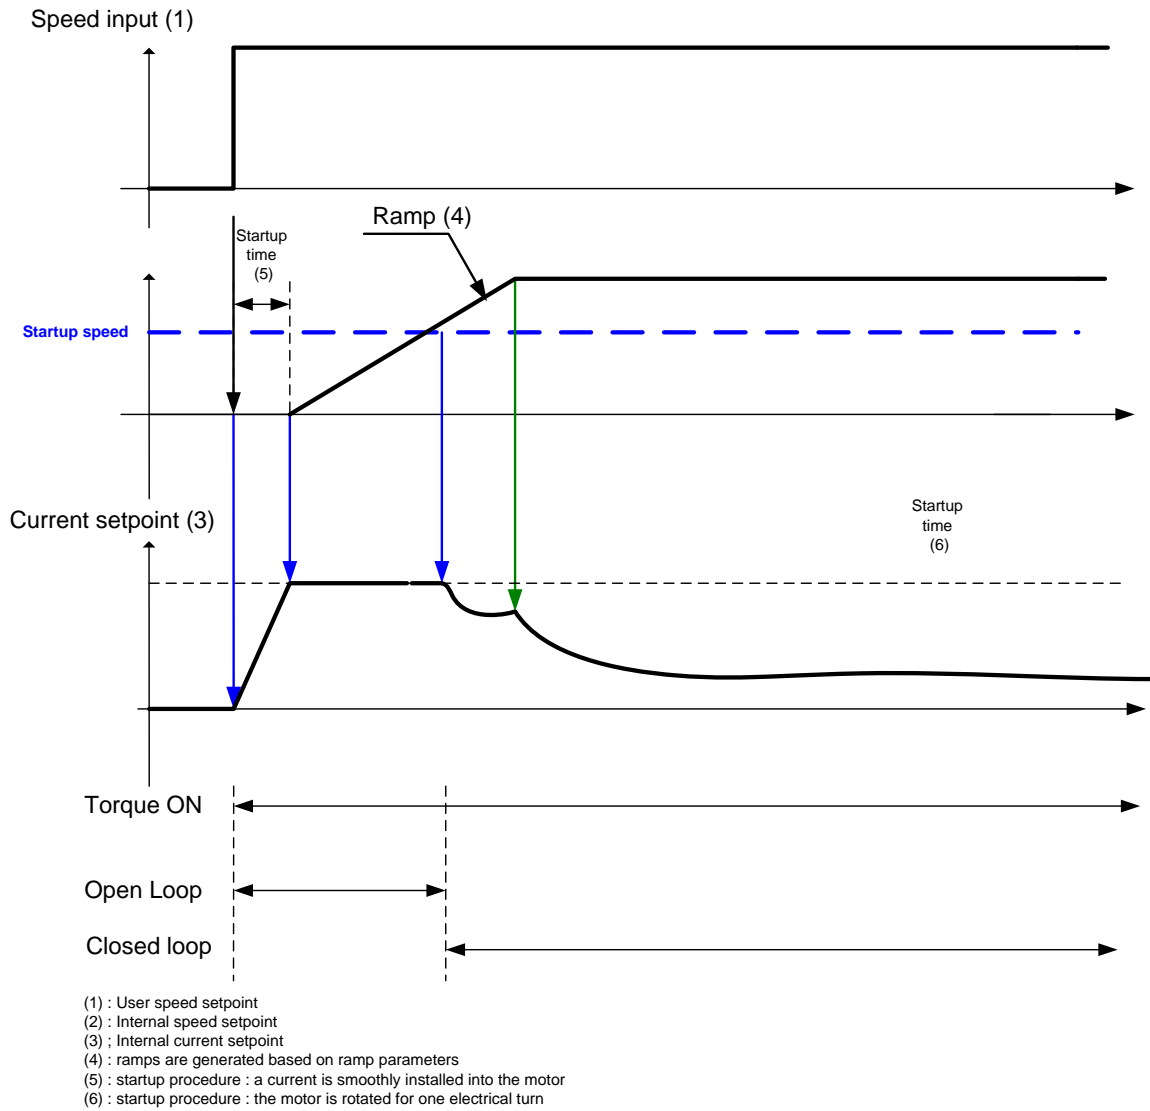 Speed input (1)
Ramp (4)
Startup
time
(5)
Startup speed
Current setpoint (3)
Startup
time
(6)
Torque ON
Open Loop
Closed loop
(1) : User speed setpoint
(2) : Internal speed setpoint
(3) ; Internal current setpoint
(4) : ramps are generated based on ramp parameters
(5) : startup procedure : a current is smoothly installed into the motor
(6) : startup procedure : the motor is rotated for one electrical turn